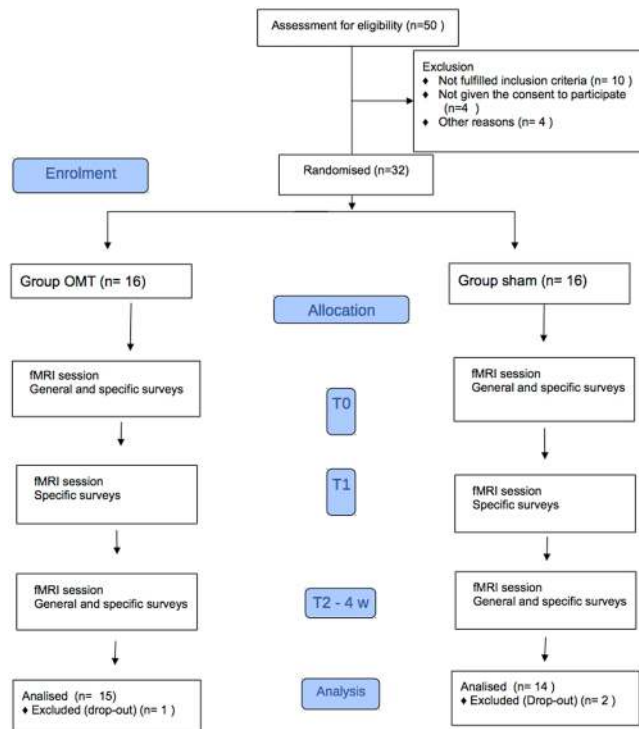 Assessment for eligibility (n=50 )
Exclusion
♦ Not fulfilled inclusion criteria (n= 10 )
♦ Not given the consent to participate
(n=4 )
♦ Other reasons (n= 4 )
Enrolment
Randomised (n=32)
Group OMT (n= 16)
Group sham (n= 16)
Allocation
fMRI session
General and specific surveys
T0
fMRI session
General and specific surveys
fMRI session
Specific surveys
T1
fMRI session
Specific surveys
fMRI session
General and specific surveys
T2 - 4 w
fMRI session
General and specific surveys
Analised (n= 15)
♦ Excluded (drop-out) (n= 1 )
Analysis
Analised (n= 14 )
♦ Excluded (Drop-out) (n= 2 )